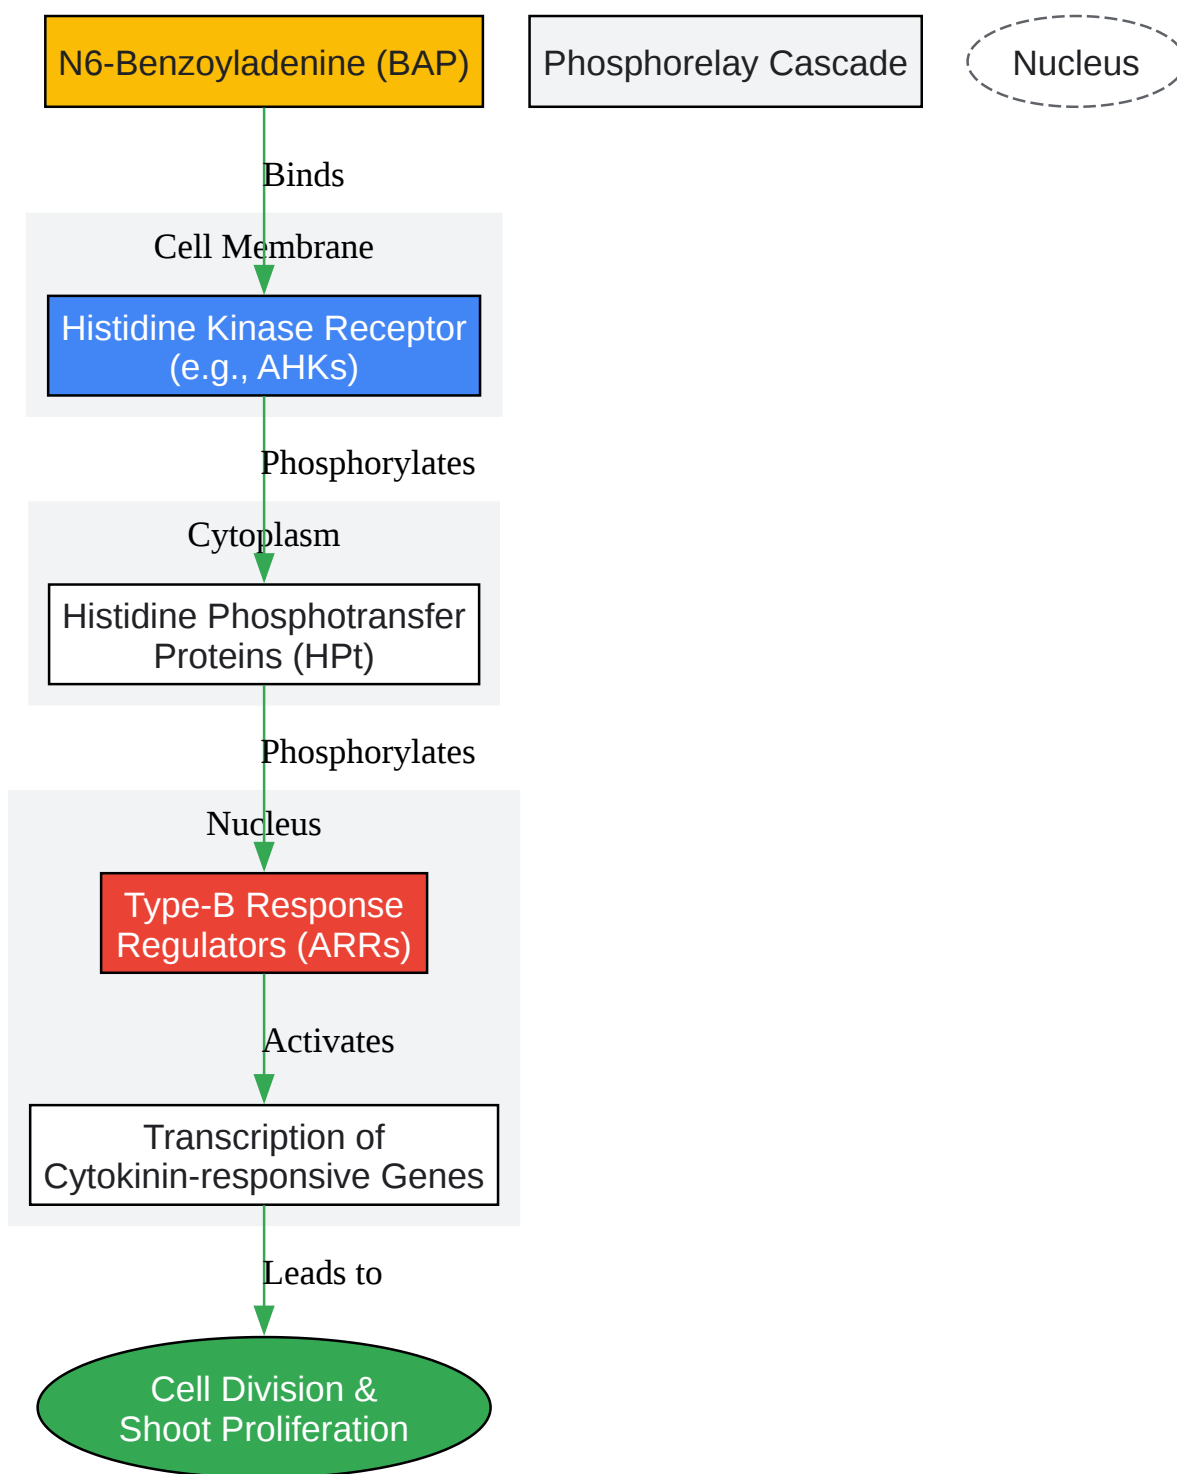 N6-Benzoyladenine (BAP)
Phosphorelay Cascade
Nucleus
Binds
Cell Membrane
Histidine Kinase Receptor
(e.g., AHKs)
Phosphorylates
Cytoplasm
Histidine Phosphotransfer
Proteins (HPt)
Phosphorylates
Nucleus
Type-B Response
Regulators (ARRs)
Activates
Transcription of
Cytokinin-responsive Genes
Leads to
Cell Division &
Shoot Proliferation